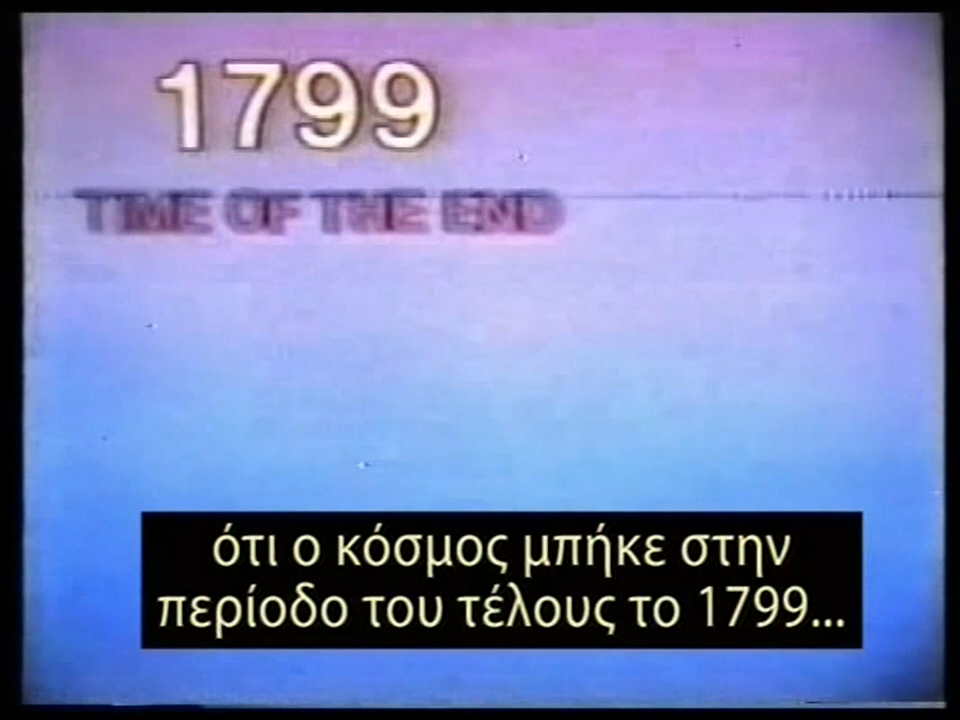 1799
TIME OF THE END
ότι ο κόσμος μπήκε στην
περίοδο του τέλους το 1799...